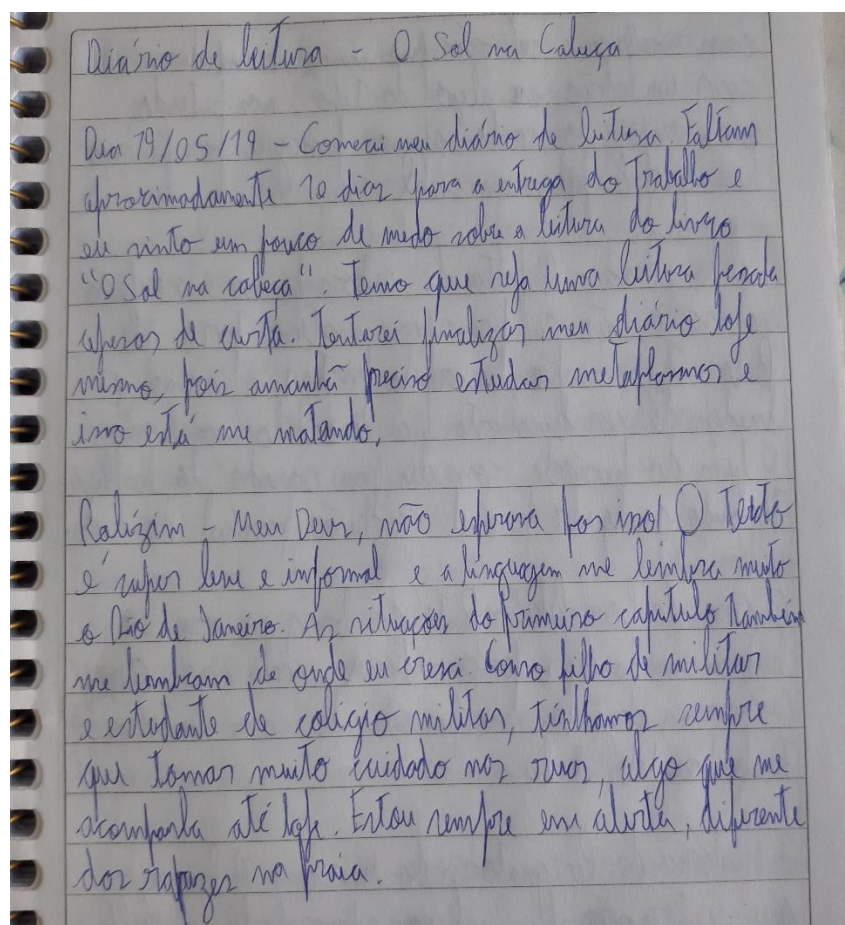 Diário de leitura - O Sol na Cabeça
Dia 19/05/19 - Comecei meu diário de leitura. Faltam
aproximadamente 10 dias para a entrega do Trabalho e
eu sinto um pouco de medo sobre a leitura do livro
"O Sol na cabeça". Temo que seja uma leitura pesada
apesar de curta. Tentarei finalizar meu diário hoje
mesmo, pois amanhã preciso estudar metaplasmos e
isso está me matando.
Rolézim - Meu Deus, não esperava por isso! O Texto
é super leve e informal e a linguagem me lembra muito
o Rio de Janeiro. As situações do primeiro capítulo também
me lembram de onde eu cresci. Como filho de militar
e estudante de colégio militar, tínhamos sempre
que tomar muito cuidado nas ruas, algo que me
acompanha até hoje. Estou sempre em alerta, diferente
dos rapazes na praia.